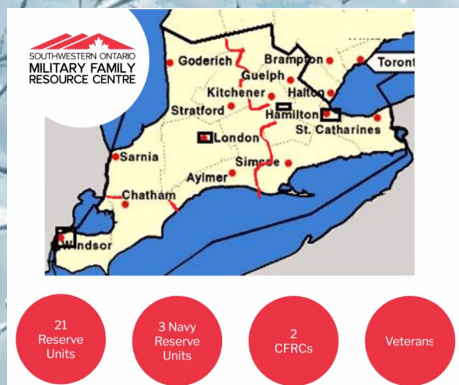 SOUTHWESTERN ONTARIO
MILITARY FAMILY
RESOURCE CENTRE
Goderich
Brampton
Toront
Guelph
Kitchener
Halton
Stratford
Hamilton
London
St. Catharines
Sarnia
Simcoe
Aylmer
Chatham
Windsor
21
Reserve
Units
3 Navy
Reserve
Units
2
CFRCs
Veterans